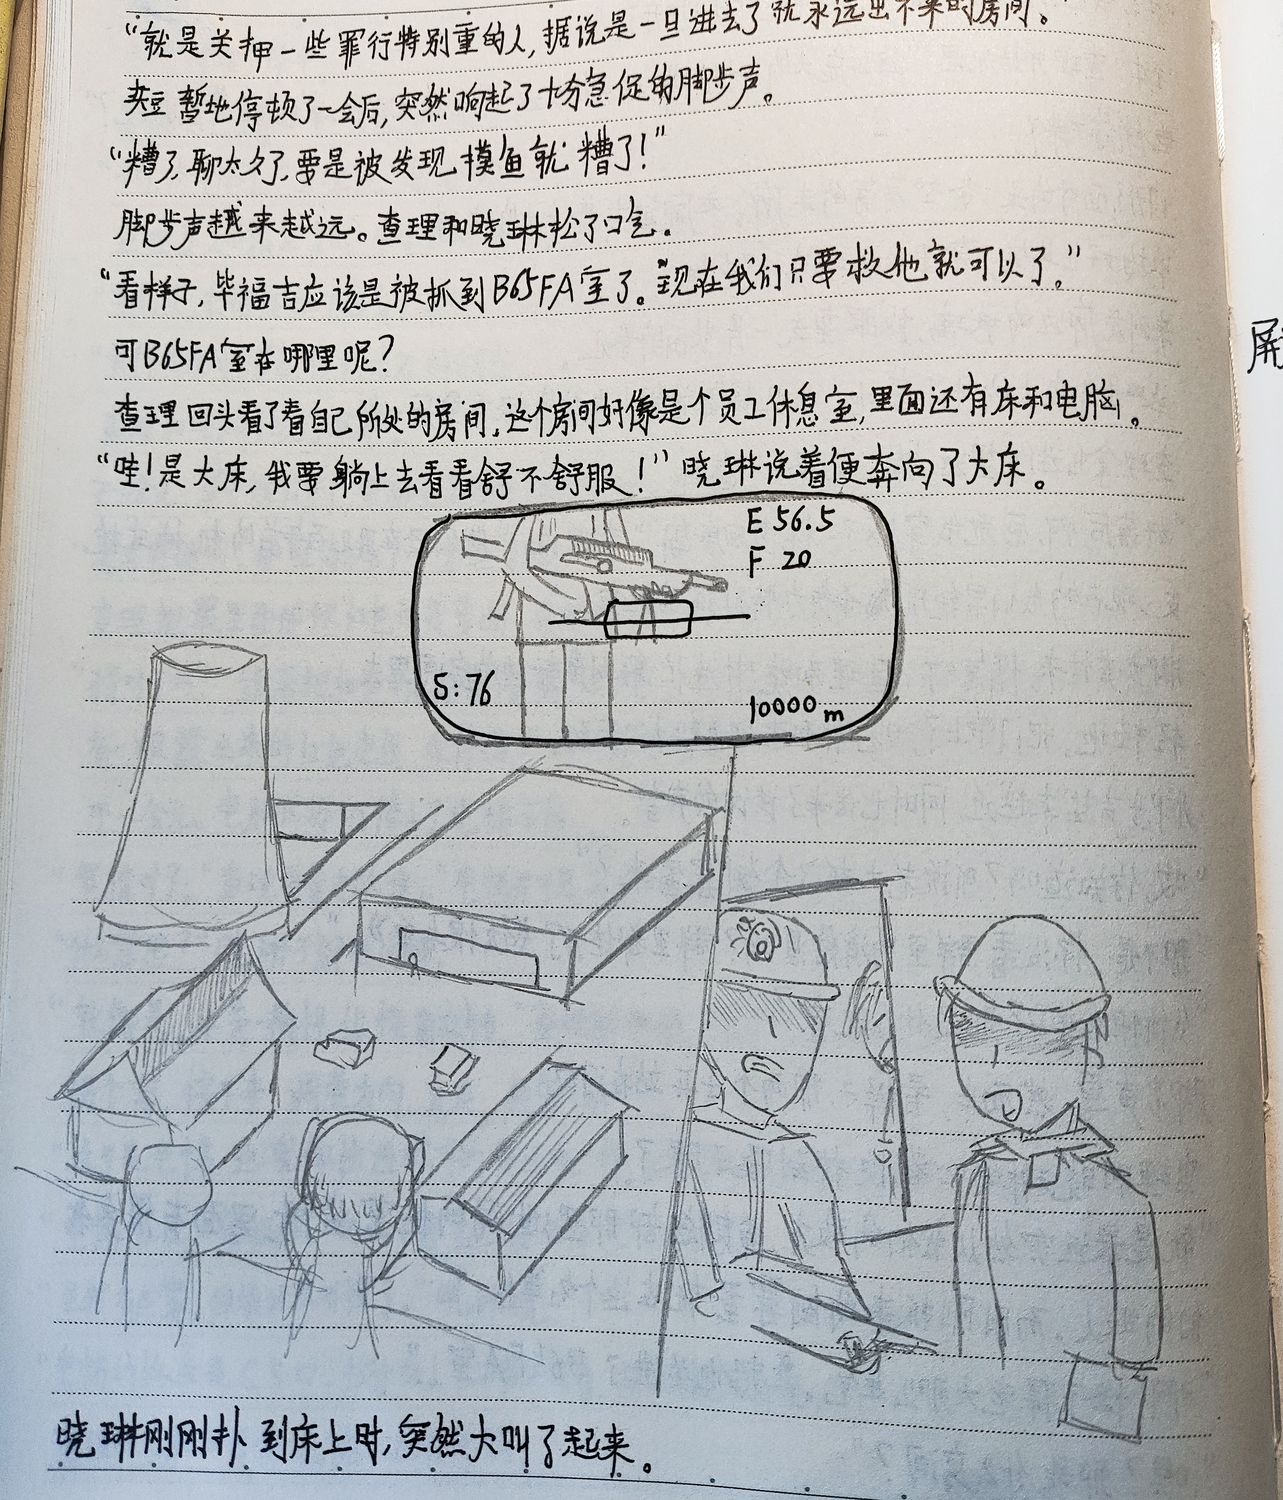 “就是关押一些罪行特别重的人，据说是一旦进去了就永远出不来的房间。”
短暂地停顿了一会后，突然响起了十分急促的脚步声。
“糟了，聊太久了，要是被发现摸鱼就糟了！”
脚步声越来越远。查理和晓琳松了口气。
“看样子，毕福吉应该是被抓到B65FA室了。现在我们只要救他就可以了。”
可B65FA室在哪里呢？
查理回头看了看自己所处的房间，这个房间好像是个员工休息室，里面还有床和电脑。
“哇！是大床，我要躺上去看看舒不舒服！”晓琳说着便奔向了大床。
E 56.5
F 20
S：76
10000m
晓琳刚刚扑到床上时，突然大叫了起来。
屏